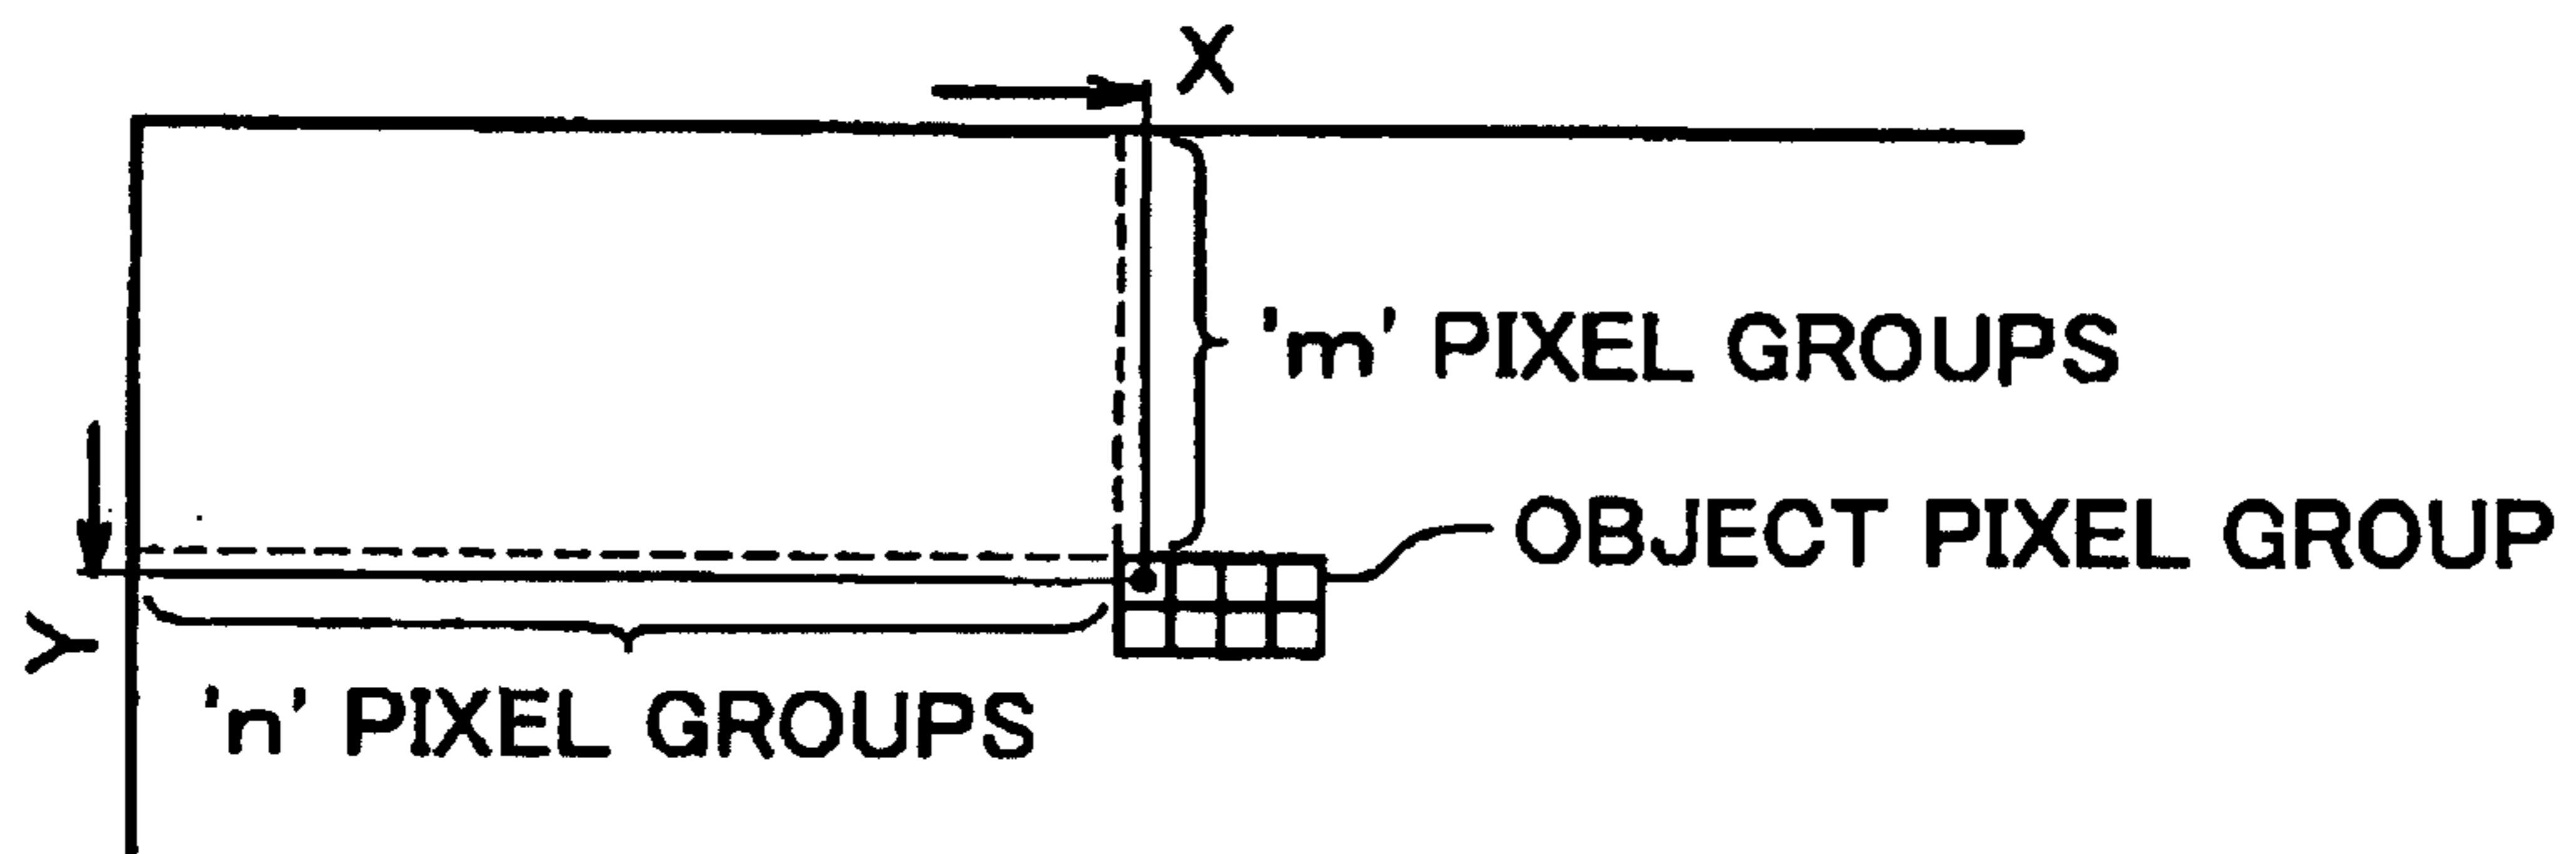 X
'm' PIXEL GROUPS
OBJECT PIXEL GROUP
Y
'n' PIXEL GROUPS